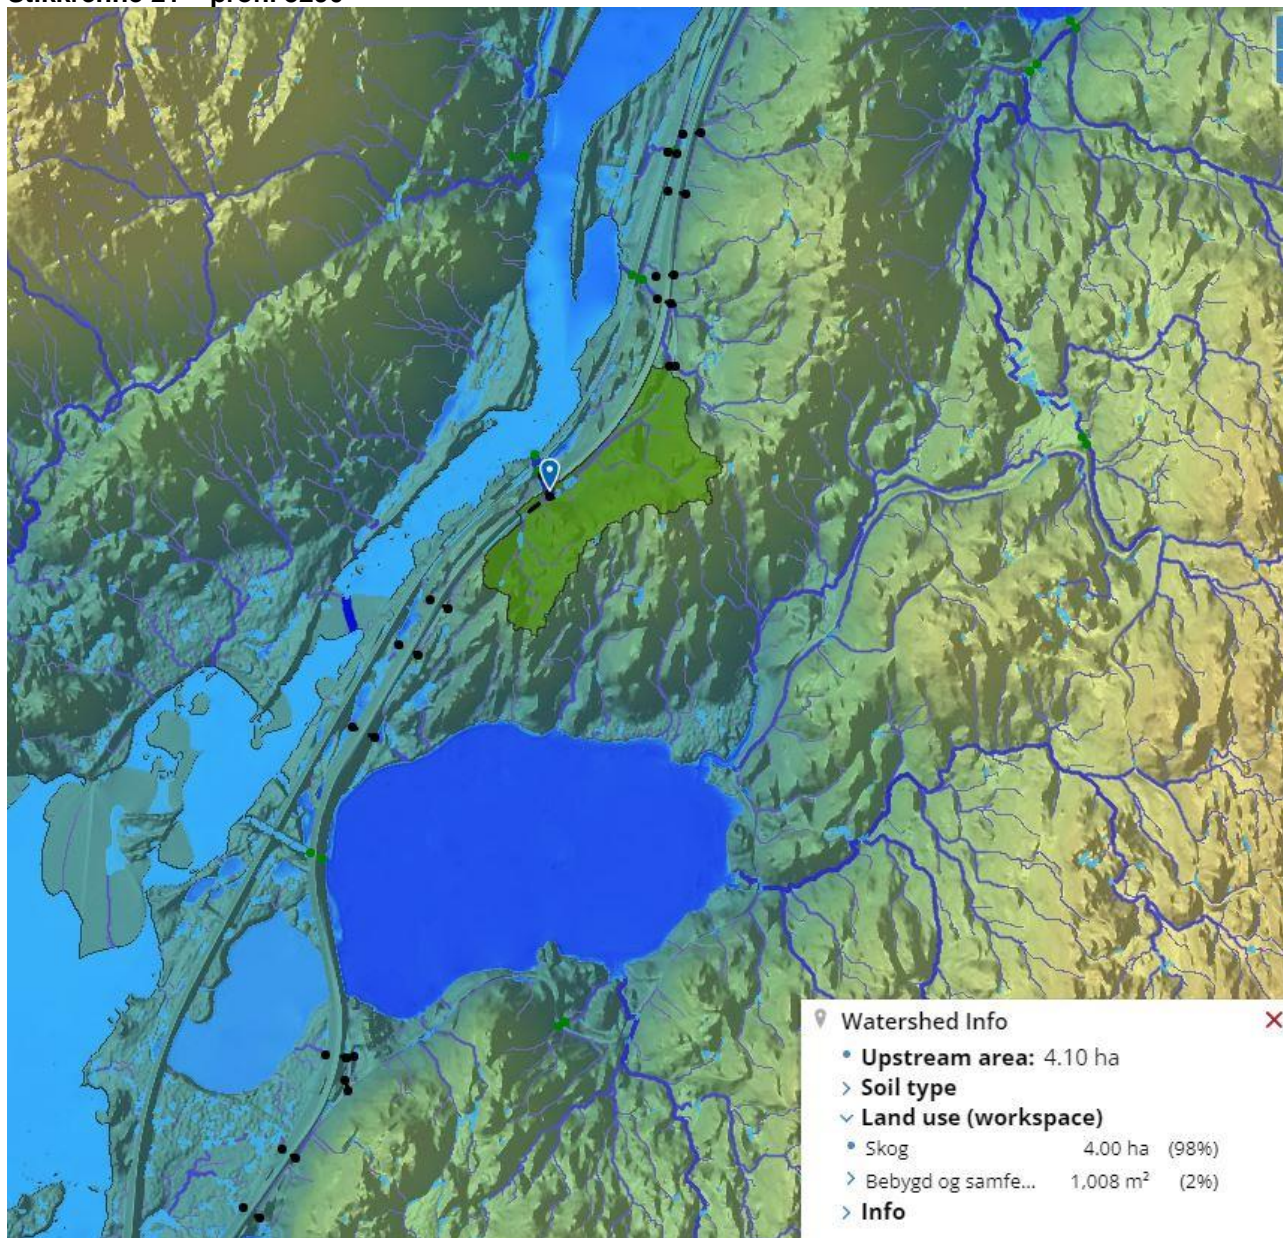 Watershed Info
Upstream area: 4.10 ha
Soil type
Land use (workspace)
Skog 4.00 ha (98%)
Bebygd og samfe... 1,008 m² (2%)
Info